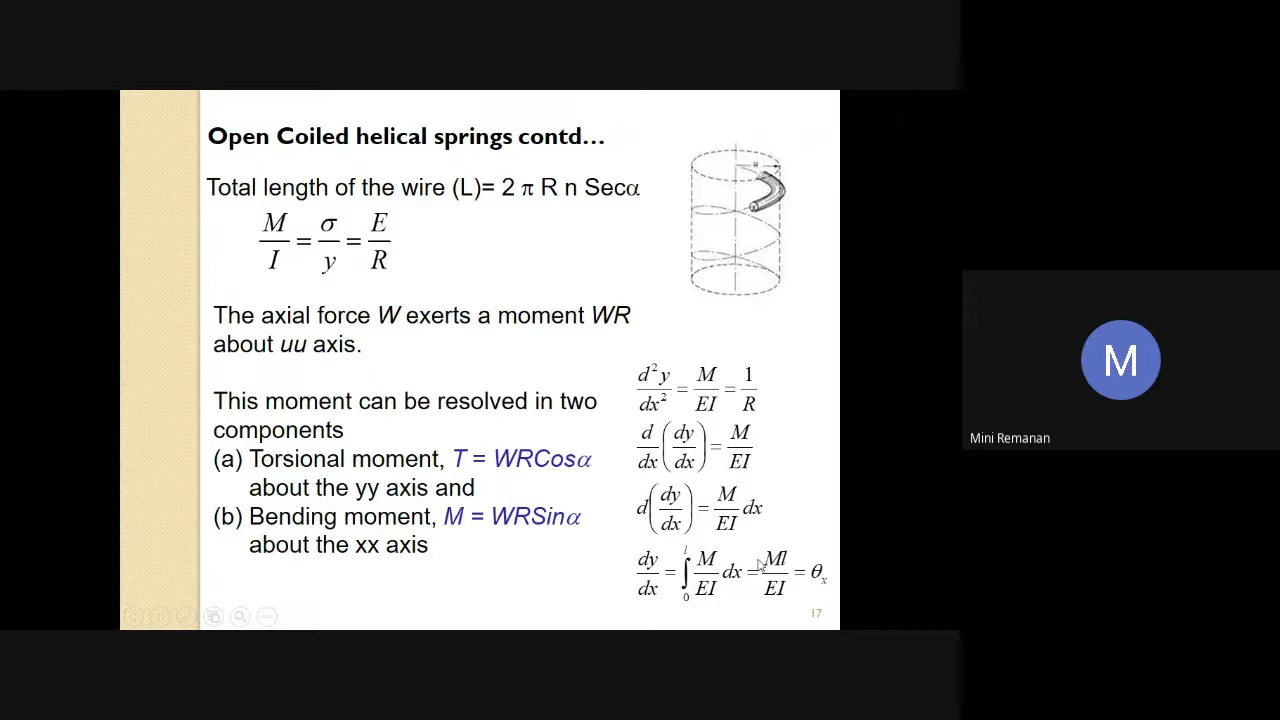 Open Coiled helical springs contd...
Total length of the wire (L)= 2 π R n Secα
M/I = σ/y = E/R
R
The axial force W exerts a moment WR
about uu axis.
This moment can be resolved in two
components
(a) Torsional moment, T = WRCosα
about the yy axis and
(b) Bending moment, M = WRSinα
about the xx axis
d²y/dx² = M/EI = 1/R
d/dx (dy/dx) = M/EI
d(dy/dx) = M/EI dx
dy/dx = ∫₀ˡ M/EI dx = Ml/EI = θₓ
17
M
Mini Remanan